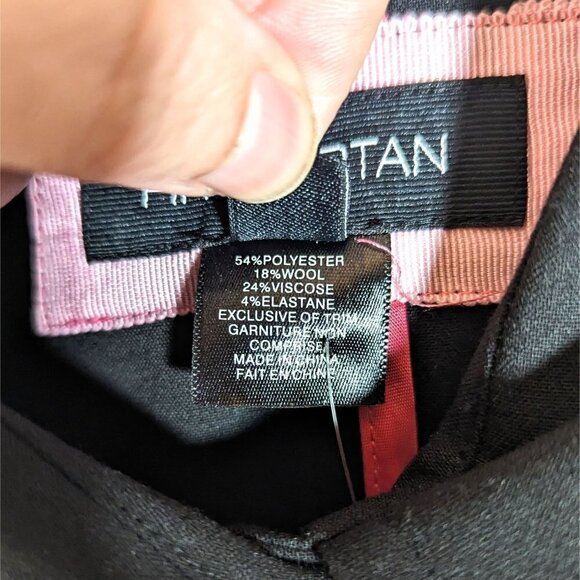 OTAN
54%POLYESTER
18%WOOL
24%VISCOSE
4%ELASTANE
EXCLUSIVE OF TRIM
GARNITURE NON
COMPRISE
MADE IN CHINA
FAIT EN CHINE